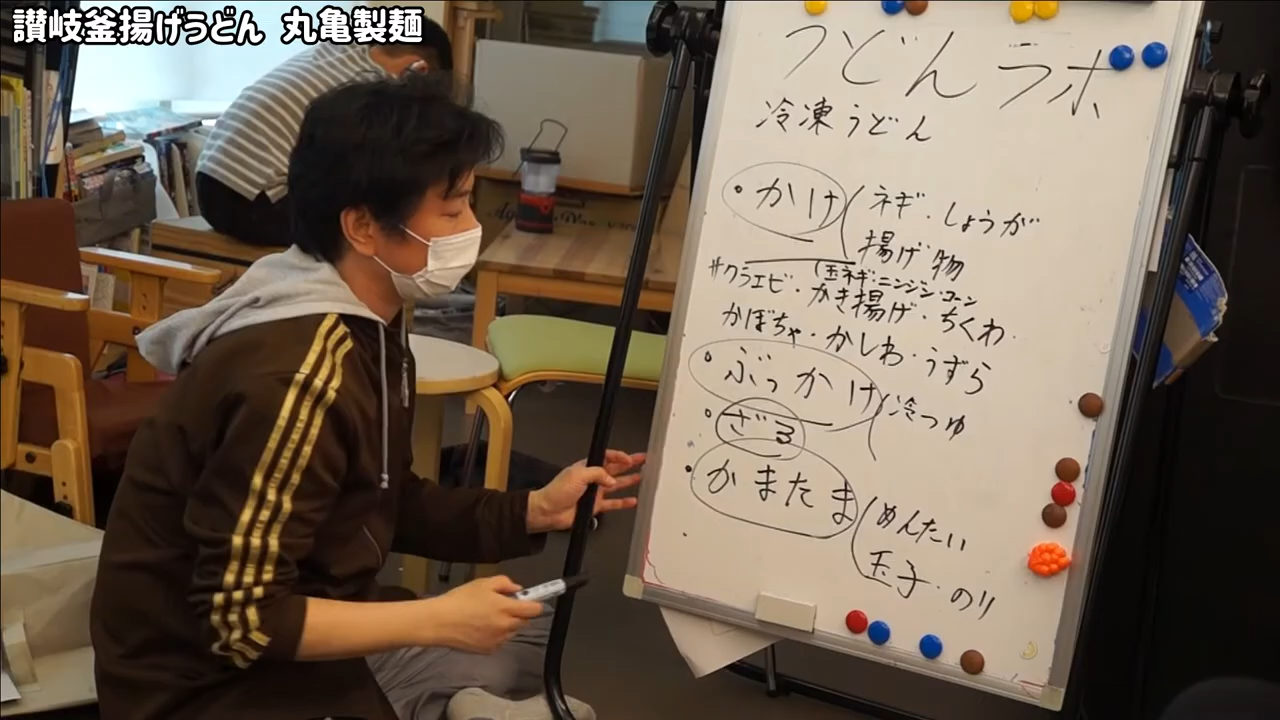 讃岐釜揚げうどん 丸亀製麺
うどんラボ
冷凍うどん
・かけ(ネギ・しょうが
揚げ物
(玉ネギ・ニンジン・コーン
サクラエビ・かき揚げ・ちくわ・
かぼちゃ・かしわ・うずら
・ぶっかけ(冷つゆ
・ざる
・かまたま(めんたい
玉子・のり